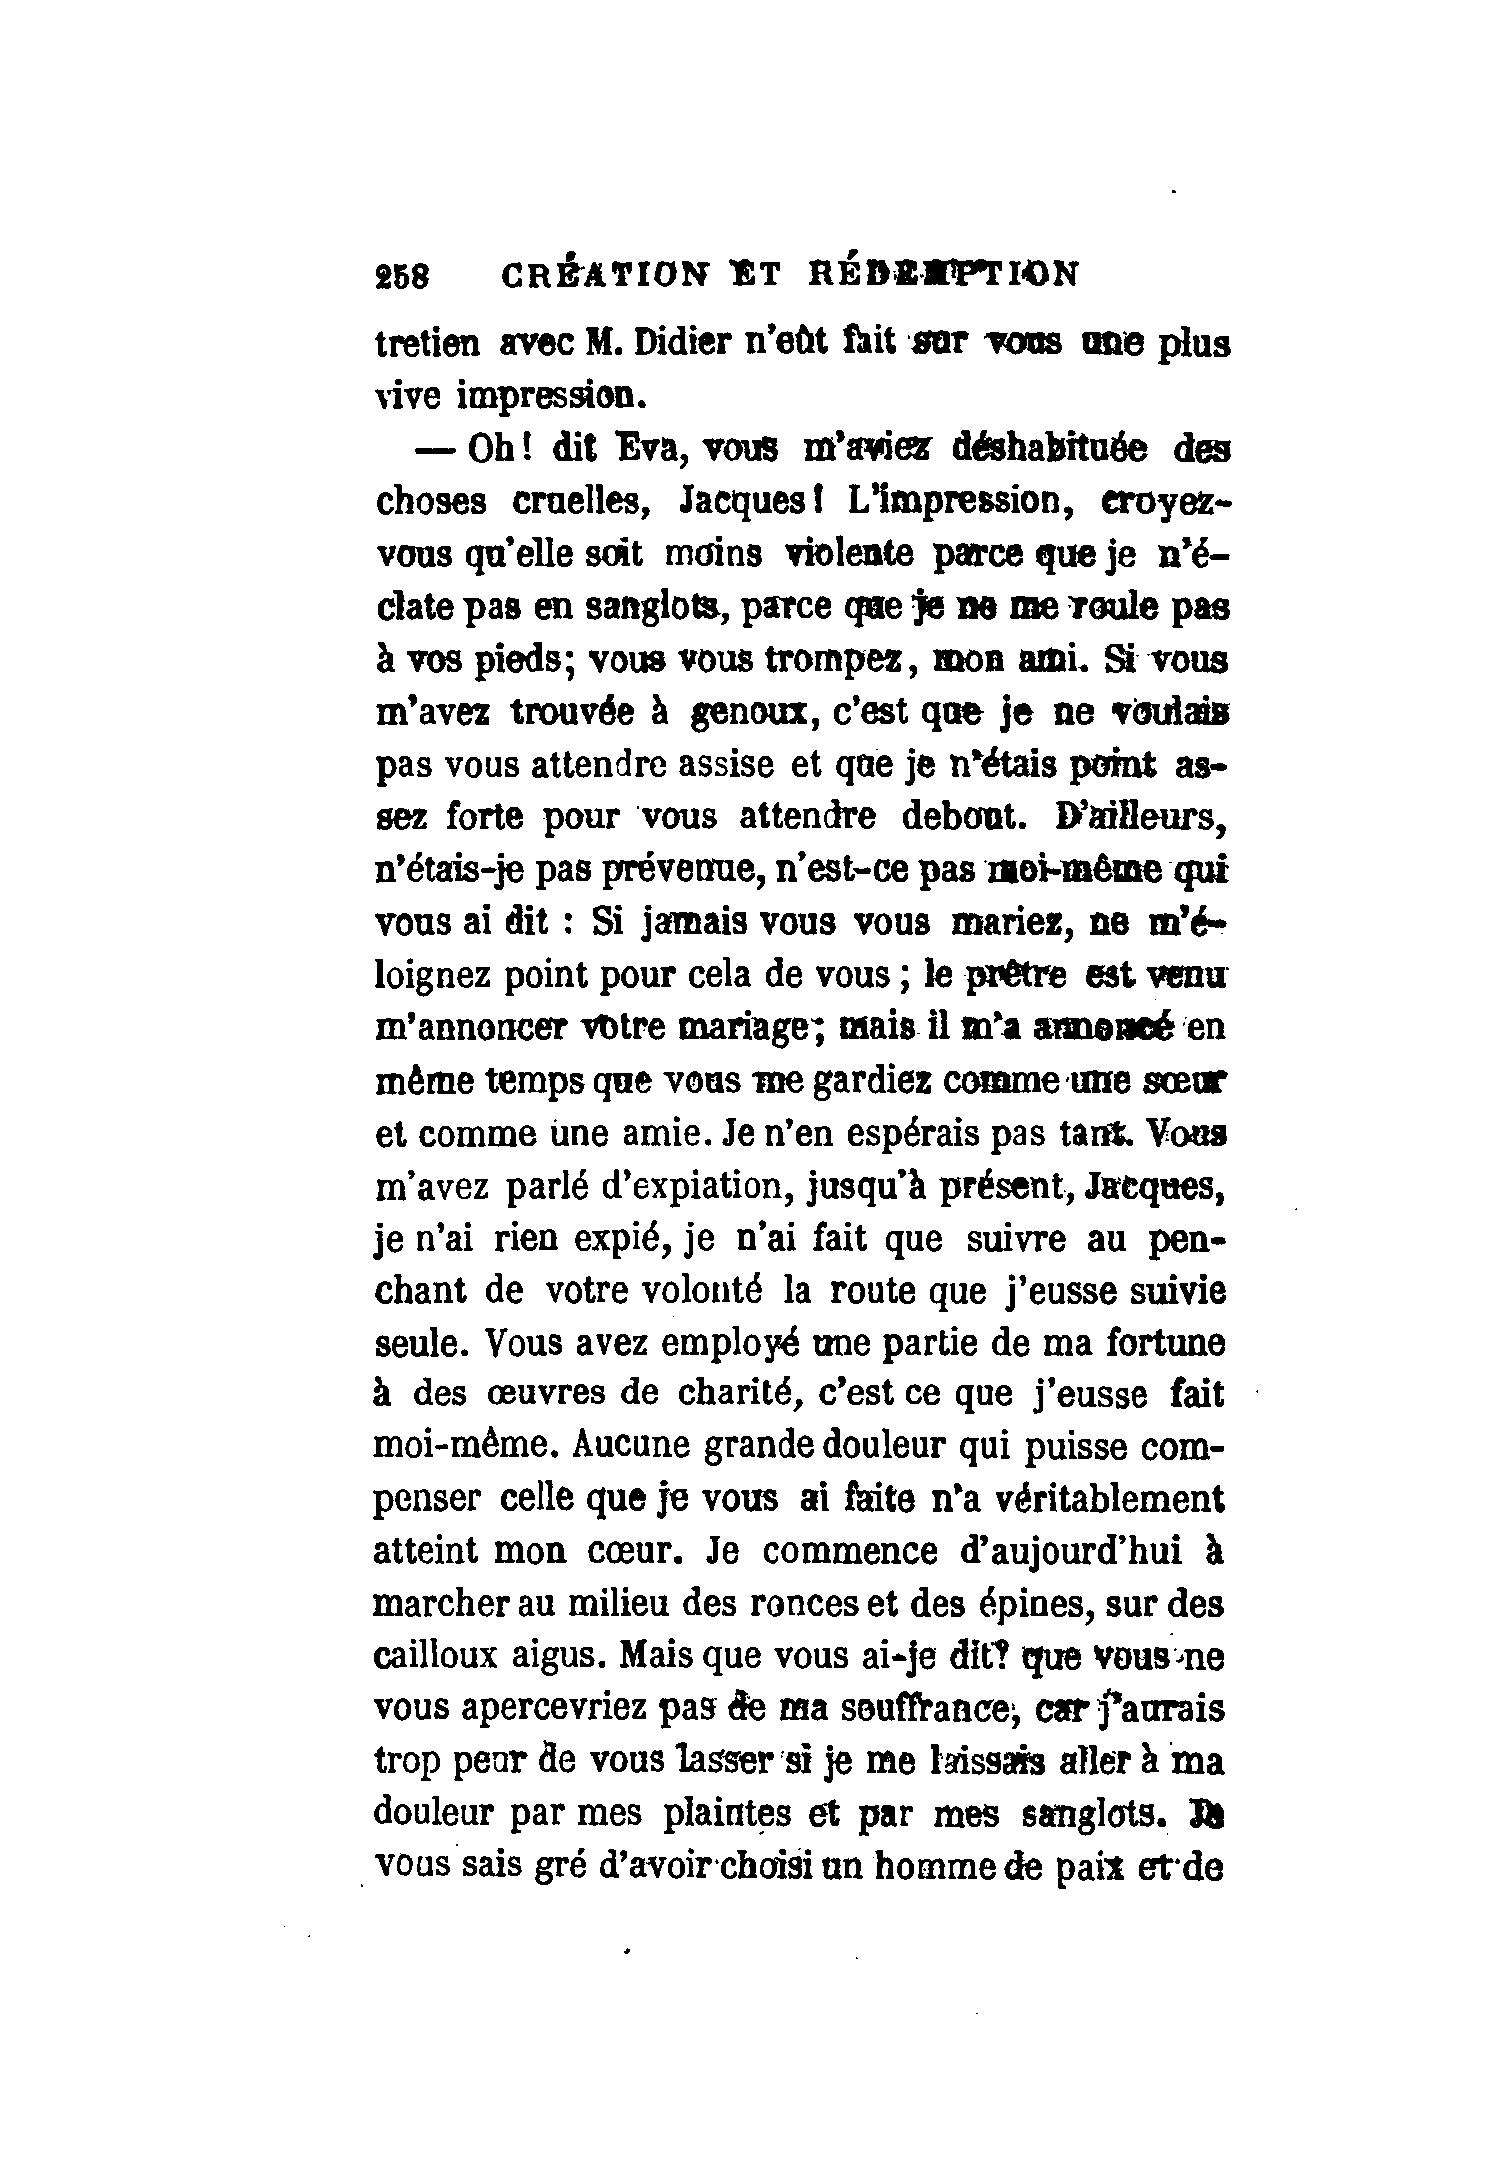 258 CRÉATION ET RÉDEMPTION
tretien avec M. Didier n'eût fait sur vous une plus
vive impression.
— Oh! dit Eva, vous m'aviez déshabituée des
choses cruelles, Jacques! L'impression, croyez-
vous qu'elle soit moins violente parce que je n'é-
clate pas en sanglots, parce que je ne me roule pas
à vos pieds; vous vous trompez, mon ami. Si vous
m'avez trouvée à genoux, c'est que je ne voulais
pas vous attendre assise et que je n'étais point as-
sez forte pour vous attendre debout. D'ailleurs,
n'étais-je pas prévenue, n'est-ce pas moi-même qui
vous ai dit : Si jamais vous vous mariez, ne m'é-
loignez point pour cela de vous ; le prêtre est venu
m'annoncer votre mariage; mais il m'a annoncé en
même temps que vous me gardiez comme une sœur
et comme une amie. Je n'en espérais pas tant. Vous
m'avez parlé d'expiation, jusqu'à présent, Jacques,
je n'ai rien expié, je n'ai fait que suivre au pen-
chant de votre volonté la route que j'eusse suivie
seule. Vous avez employé une partie de ma fortune
à des œuvres de charité, c'est ce que j'eusse fait
moi-même. Aucune grande douleur qui puisse com-
penser celle que je vous ai faite n'a véritablement
atteint mon cœur. Je commence d'aujourd'hui à
marcher au milieu des ronces et des épines, sur des
cailloux aigus. Mais que vous ai-je dit? que vous ne
vous apercevriez pas de ma souffrance, car j'aurais
trop peur de vous lasser si je me laissais aller à ma
douleur par mes plaintes et par mes sanglots. Je
vous sais gré d'avoir choisi un homme de paix et de